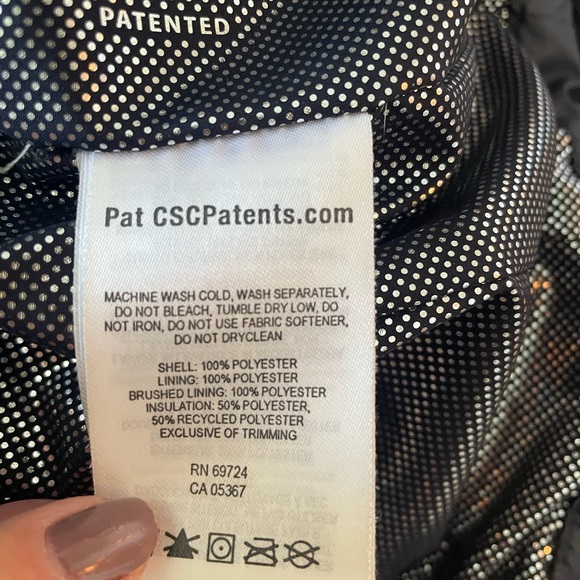 PATENTED
Pat CSCPatents.com
MACHINE WASH COLD, WASH SEPARATELY,
DO NOT BLEACH, TUMBLE DRY LOW, DO
NOT IRON, DO NOT USE FABRIC SOFTENER,
DO NOT DRYCLEAN
SHELL: 100% POLYESTER
LINING: 100% POLYESTER
BRUSHED LINING: 100% POLYESTER
INSULATION: 50% POLYESTER,
50% RECYCLED POLYESTER
EXCLUSIVE OF TRIMMING
RN 69724
CA 05367